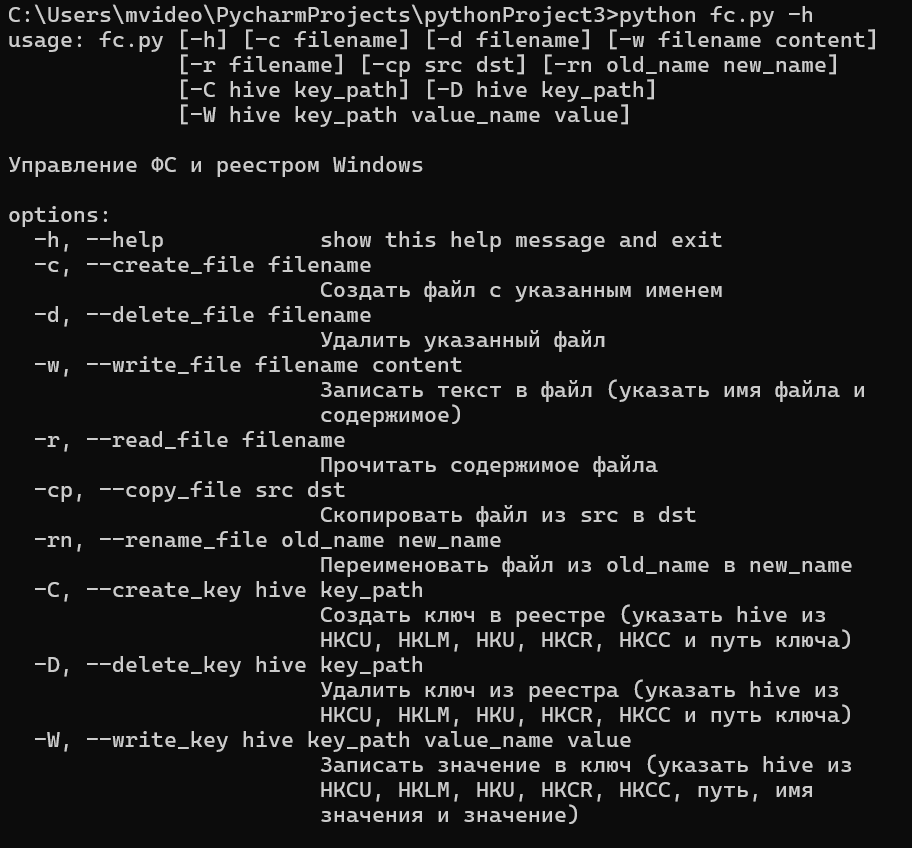 C:\Users\mvideo\PycharmProjects\pythonProject3>python fc.py -h
usage: fc.py [-h] [-c filename] [-d filename] [-w filename content]
             [-r filename] [-cp src dst] [-rn old_name new_name]
             [-C hive key_path] [-D hive key_path]
             [-W hive key_path value_name value]

Управление ФС и реестром Windows

options:
  -h, --help            show this help message and exit
  -c, --create_file filename
                        Создать файл с указанным именем
  -d, --delete_file filename
                        Удалить указанный файл
  -w, --write_file filename content
                        Записать текст в файл (указать имя файла и
                        содержимое)
  -r, --read_file filename
                        Прочитать содержимое файла
  -cp, --copy_file src dst
                        Скопировать файл из src в dst
  -rn, --rename_file old_name new_name
                        Переименовать файл из old_name в new_name
  -C, --create_key hive key_path
                        Создать ключ в реестре (указать hive из
                        HKCU, HKLM, HKU, HKCR, HKCC и путь ключа)
  -D, --delete_key hive key_path
                        Удалить ключ из реестра (указать hive из
                        HKCU, HKLM, HKU, HKCR, HKCC и путь ключа)
  -W, --write_key hive key_path value_name value
                        Записать значение в ключ (указать hive из
                        HKCU, HKLM, HKU, HKCR, HKCC, путь, имя
                        значения и значение)